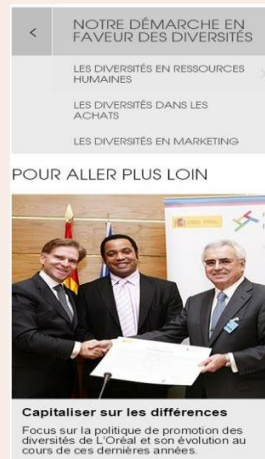 <
NOTRE DÉMARCHE EN
FAVEUR DES DIVERSITÉS
LES DIVERSITÉS EN RESSOURCES
HUMAINES
LES DIVERSITÉS DANS LES
ACHATS
LES DIVERSITÉS EN MARKETING
POUR ALLER PLUS LOIN
Capitaliser sur les différences
Focus sur la politique de promotion des
diversités de L'Oréal et son évolution au
cours de ces dernières années.